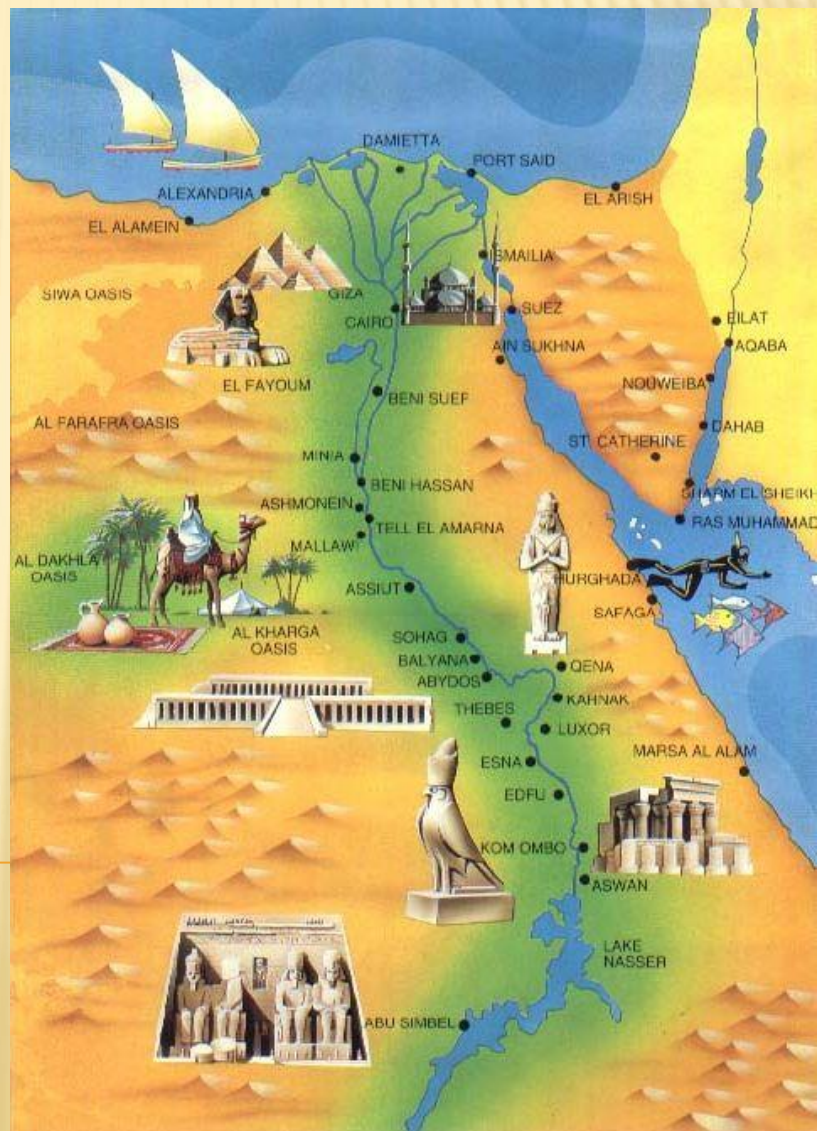 DAMIETTA
PORT SAID
ALEXANDRIA
EL ARISH
EL ALAMEIN
ISMAILIA
SIWA OASIS
GIZA
CAIRO
SUEZ
EILAT
AQABA
AIN SUKHNA
EL FAYOUM
NOUWEIBA
BENI SUEF
AL FARAFRA OASIS
DAHAB
ST. CATHERINE
MINIA
BENI HASSAN
SHARM EL SHEIKH
ASHMONEIN
TELL EL AMARNA
RAS MUHAMMAD
MALLAWI
AL DAKHLA
OASIS
HURGHADA
ASSIUT
SAFAGA
AL KHARGA
OASIS
SOHAG
BALYANA
QENA
ABYDOS
KARNAK
THEBES
LUXOR
MARSA AL ALAM
ESNA
EDFU
KOM OMBO
ASWAN
LAKE
NASSER
ABU SIMBEL